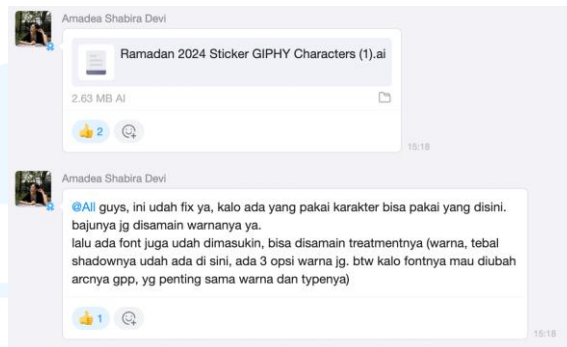 Amadea Shabira Devi
Ramadan 2024 Sticker GIPHY Characters (1).ai
2.63 MB AI
2
15:18
Amadea Shabira Devi
@All guys, ini udah fix ya, kalo ada yang pakai karakter bisa pakai yang disini.
bajunya jg disamain warnanya ya.
lalu ada font juga udah dimasukin, bisa disamain treatmentnya (warna, tebal
shadownya udah ada di sini, ada 3 opsi warna jg. btw kalo fontnya mau diubah
arcnya gpp, yg penting sama warna dan typenya)
1
15:18